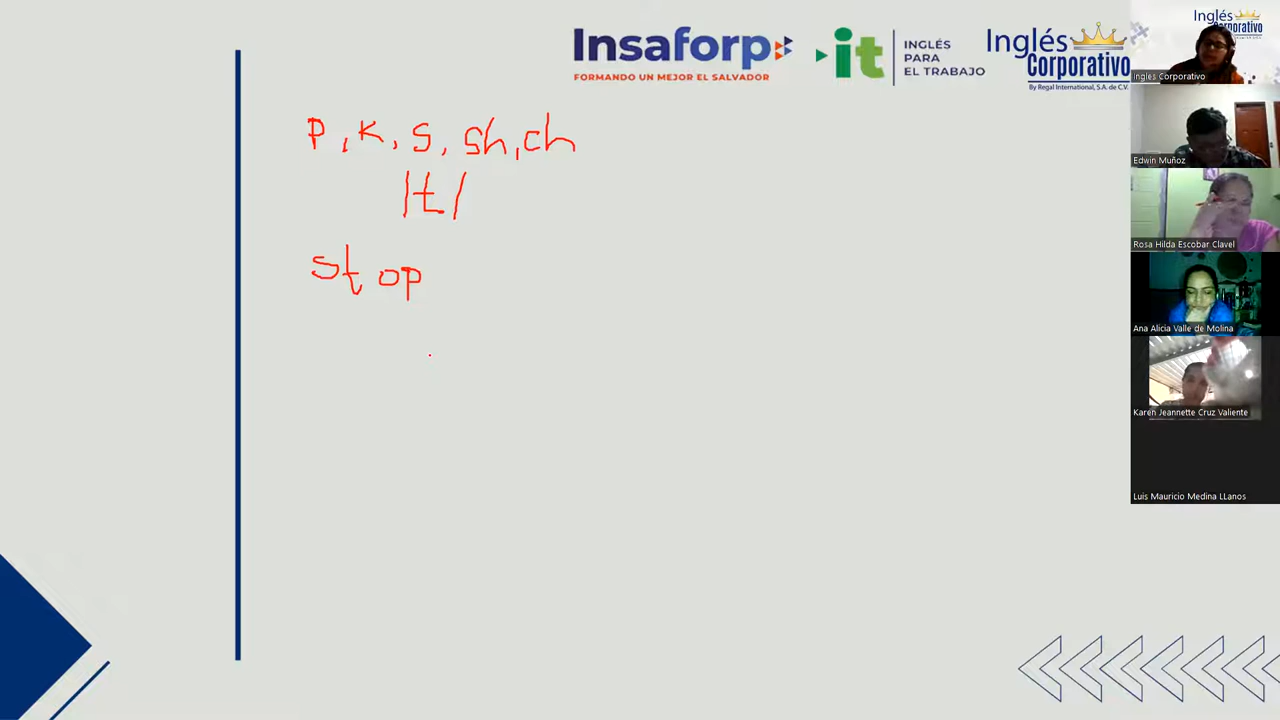 Insaforp
FORMANDO UN MEJOR EL SALVADOR
it
INGLÉS
PARA
EL TRABAJO
Inglés
Corporativo
By Regal International, S.A. de C.V.
P, K, S, Sh, ch
/t/
stop
Inglés
Corporativo
Ingles Corporativo
Edwin Muñoz
Rosa Hilda Escobar Clavel
Ana Alicia Valle de Molina
Karen Jeannette Cruz Valiente
Luis Mauricio Medina LLanos